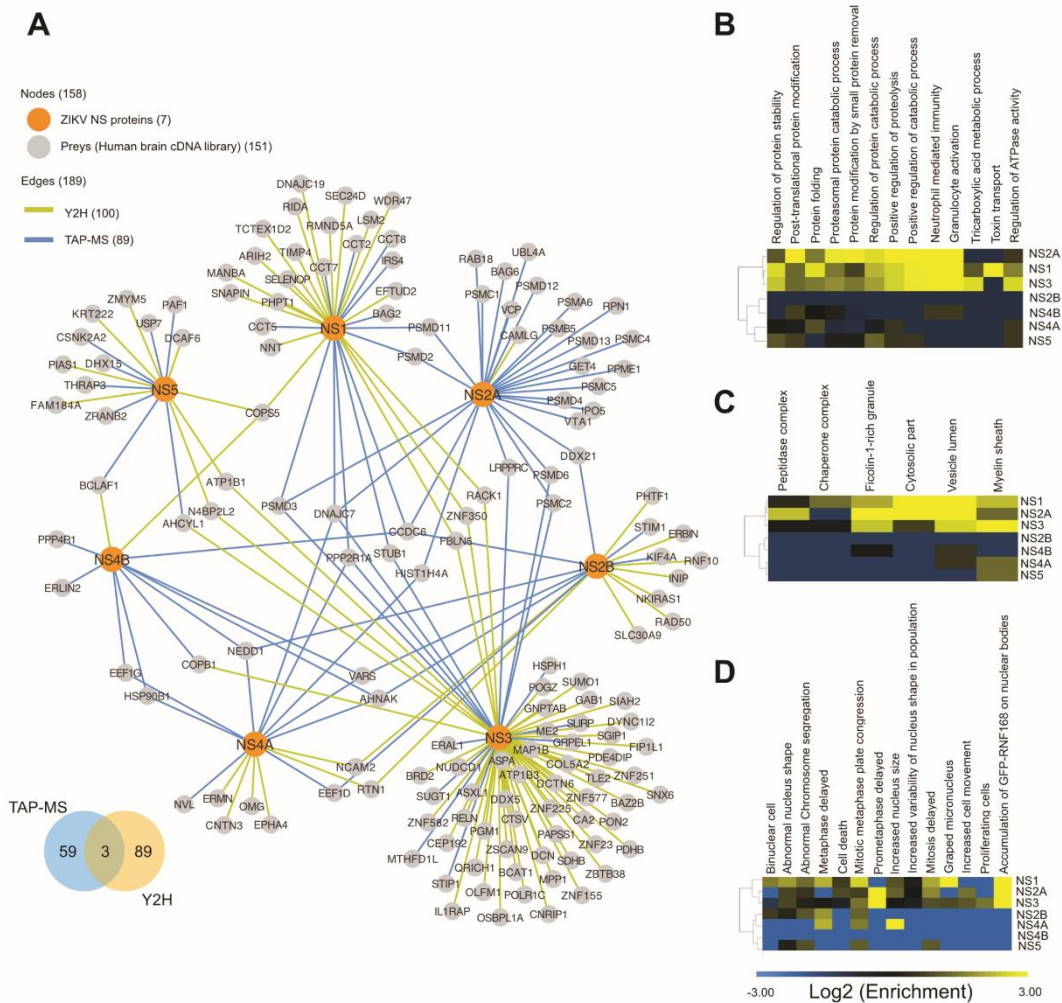 A
Nodes (158)
ZIKV NS proteins (7)
Preys (Human brain cDNA library) (151)
Edges (189)
Y2H (100)
TAP-MS (89)
DNAJC19
SEC24D
RIDA
WDR47
RMND5A
LSM2
TCTEX1D2
CCT2
CCT8
TIMP4
ARIH2
CCT7
IRS4
MANBA
SELENOP
EFTUD2
SNAPIN
PHPT1
BAG2
CCT5
NS1
PSMD11
NNT
PSMD2
ZMYM5
PAF1
KRT222
USP7
CSNK2A2
DCAF6
PIAS1
DHX15
THRAP3
NS5
FAM184A
ZRANB2
COPS5
UBL4A
RAB18
BAG6
PSMC1
PSMD12
VCP
PSMA6
RPN1
CAMLG
PSMB5
PSMD13
PSMC4
GET4
PPME1
PSMC5
NS2A
PSMD4
IPO5
VTA1
DDX21
LRPPRC
PSMD6
PSMC2
BCLAF1
ATP1B1
N4BP2L2
AHCYL1
PSMD3
DNAJC7
RACK1
ZNF350
CCDC6
FBLN5
PPP2R1A
STUB1
HIST1H4A
PPP4R1
NS4B
ERLIN2
PHTF1
STIM1
ERBIN
KIF4A
RNF10
NS2B
INIP
NKIRAS1
RAD50
SLC30A9
NEDD1
COPB1
EEF1G
HSP90B1
VARS
AHNAK
NS4A
NCAM2
EEF1D
RTN1
NVL
ERMN
OMG
CNTN3
EPHA4
HSPH1
POGZ
SUMO1
GNPTAB
GAB1
SIAH2
SLIRP
DYNC1I2
NS3
ME2
SGIP1
ERAL1
GRPEL1
FIP1L1
MAP1B
PDE4DIP
NUDCD1
ASPA
COL5A2
BRD2
ATP1B3
TLE2
ZNF251
SUGT1
ASXL1
DCTN6
SNX6
DDX5
ZNF577
BAZ2B
ZNF582
RELN
CTSV
ZNF225
CA2
PON2
CEP192
PGM1
PAPSS1
MTHFD1L
ZSCAN9
ZNF23
PDHB
QRICH1
DCN
SDHB
STIP1
BCAT1
MPP1
ZBTB38
OLFM1
POLR1C
ZNF155
IL1RAP
OSBPL1A
CNRIP1
TAP-MS
59
3
89
Y2H
B
Regulation of protein stability
Post-translational protein modification
Protein folding
Proteasomal protein catabolic process
Protein modification by small protein removal
Regulation of protein catabolic process
Positive regulation of proteolysis
Positive regulation of catabolic process
Neutrophil mediated immunity
Granulocyte activation
Tricarboxylic acid metabolic process
Toxin transport
Regulation of ATPase activity
NS2A
NS1
NS3
NS2B
NS4B
NS4A
NS5
C
Peptidase complex
Chaperone complex
Ficolin-1-rich granule
Cytosolic part
Vesicle lumen
Myelin sheath
NS1
NS2A
NS3
NS2B
NS4B
NS4A
NS5
D
Binuclear cell
Abnormal nucleus shape
Abnormal Chromosome segregation
Metaphase delayed
Cell death
Mitotic metaphase plate congression
Prometaphase delayed
Increased nucleus size
Increased variability of nucleus shape in population
Mitosis delayed
Graped micronucleus
Increased cell movement
Proliferating cells
Accumulation of GFP-RNF168 on nuclear bodies
NS1
NS2A
NS3
NS2B
NS4A
NS4B
NS5
-3.00
Log2 (Enrichment)
3.00